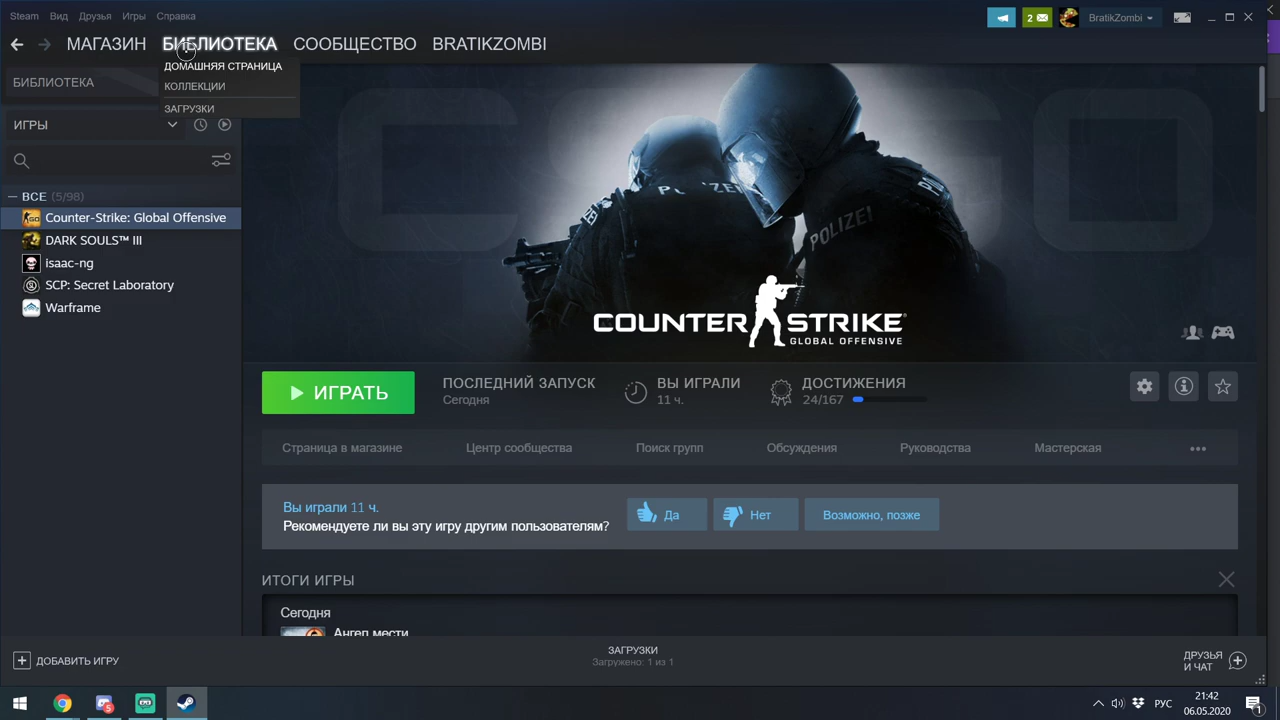 Steam Вид Друзья Игры Справка
2
BRATIKZOMBI
МАГАЗИН БИБЛИОТЕКА СООБЩЕСТВО BRATIKZOMBI
ДОМАШНЯЯ СТРАНИЦА
КОЛЛЕКЦИИ
ЗАГРУЗКИ
БИБЛИОТЕКА
ИГРЫ
ВСЕ (5/98)
Counter-Strike: Global Offensive
DARK SOULS™ III
isaac-ng
SCP: Secret Laboratory
Warframe
CS GO
POLIZEI
POLIZEI
COUNTER STRIKE
GLOBAL OFFENSIVE
ИГРАТЬ
ПОСЛЕДНИЙ ЗАПУСК
Сегодня
ВЫ ИГРАЛИ
11 ч.
ДОСТИЖЕНИЯ
24/167
Страница в магазине Центр сообщества Поиск групп Обсуждения Руководства Мастерская •••
Вы играли 11 ч.
Рекомендуете ли вы эту игру другим пользователям?
Да Нет Возможно, позже
ИТОГИ ИГРЫ
Сегодня
Ангел мести
ДОБАВИТЬ ИГРУ
ЗАГРУЗКИ
Загружено: 1 из 1
ДРУЗЬЯ
И ЧАТ
РУС
21:42
06.05.2020
1